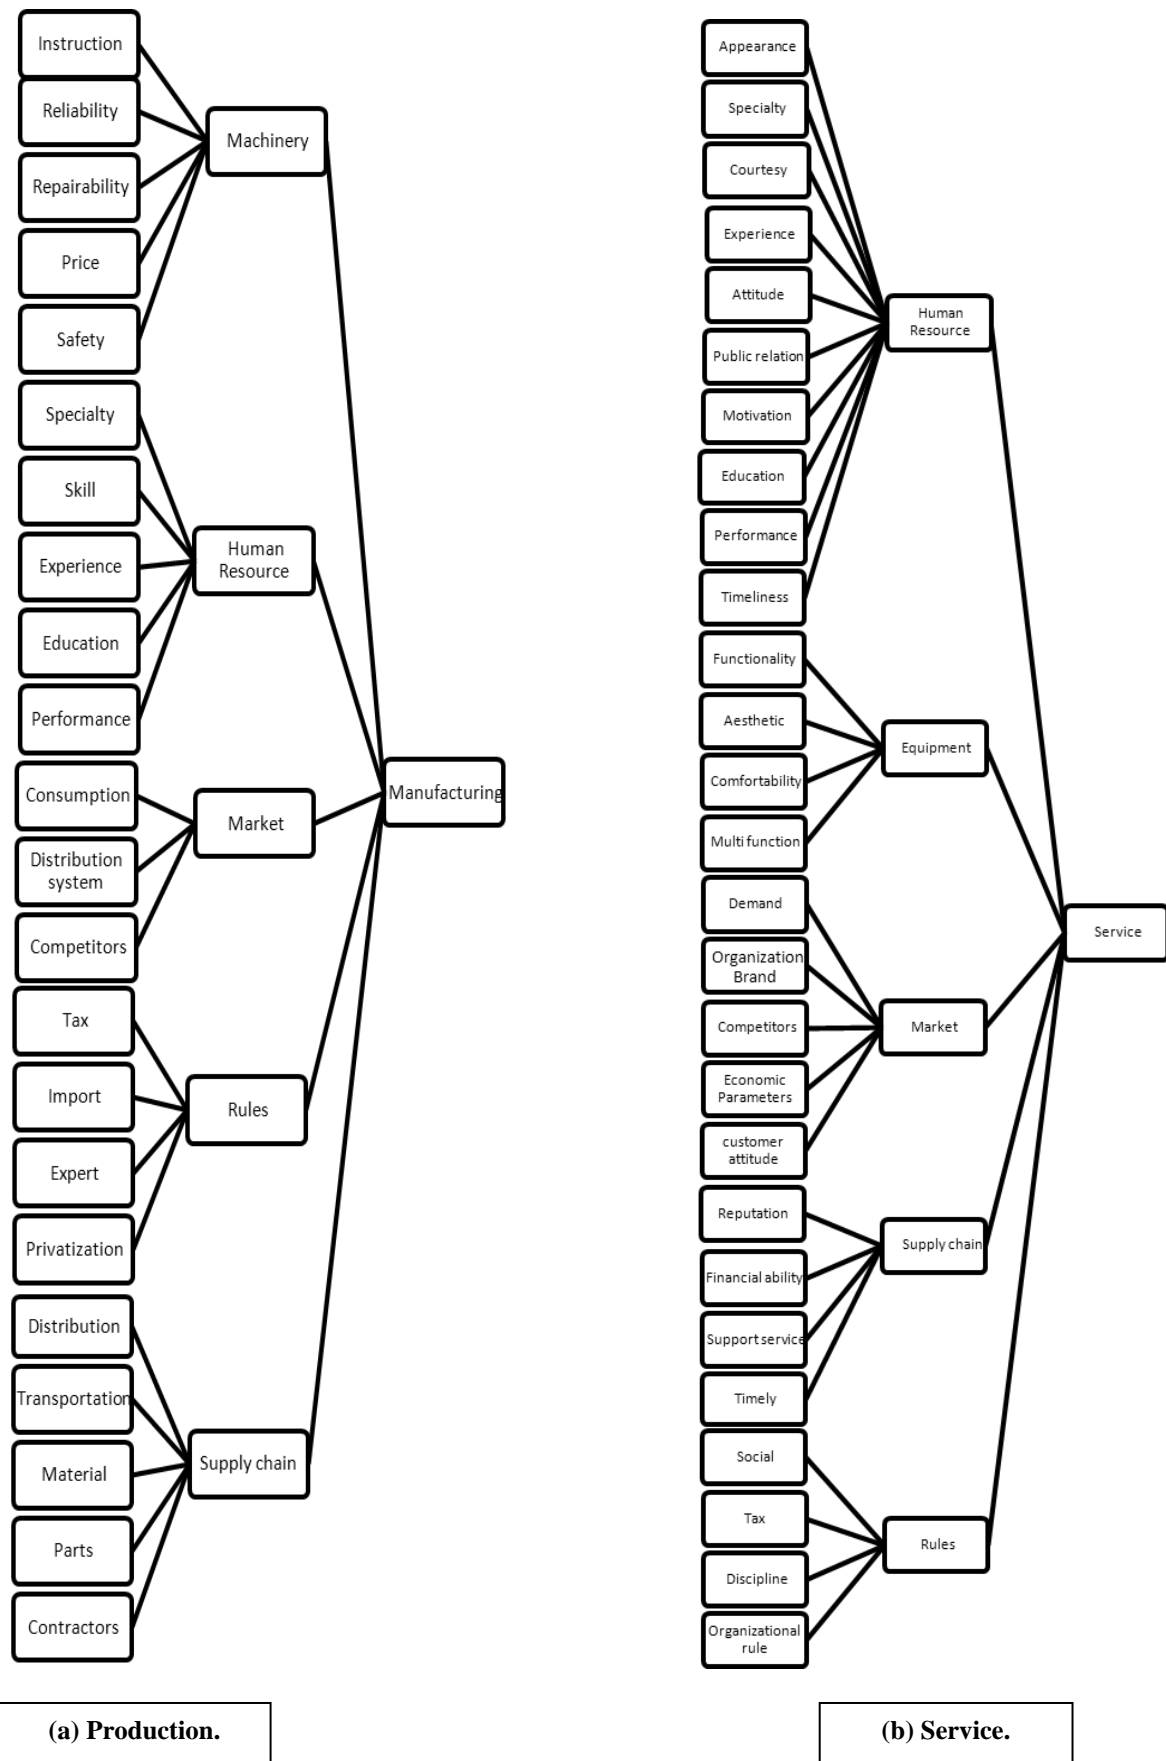 Instruction
Reliability
Repairability
Price
Safety
Specialty
Skill
Experience
Education
Performance
Consumption
Distribution
system
Competitors
Tax
Import
Expert
Privatization
Distribution
Transportation
Material
Parts
Contractors
Machinery
Human
Resource
Market
Rules
Supply chain
Manufacturing
(a) Production.
Appearance
Specialty
Courtesy
Experience
Attitude
Public relation
Motivation
Education
Performance
Timeliness
Functionality
Aesthetic
Comfortability
Multi function
Demand
Organization
Brand
Competitors
Economic
Parameters
customer
attitude
Reputation
Financial ability
Support service
Timely
Social
Tax
Discipline
Organizational
rule
Human
Resource
Equipment
Market
Supply chain
Rules
Service
(b) Service.